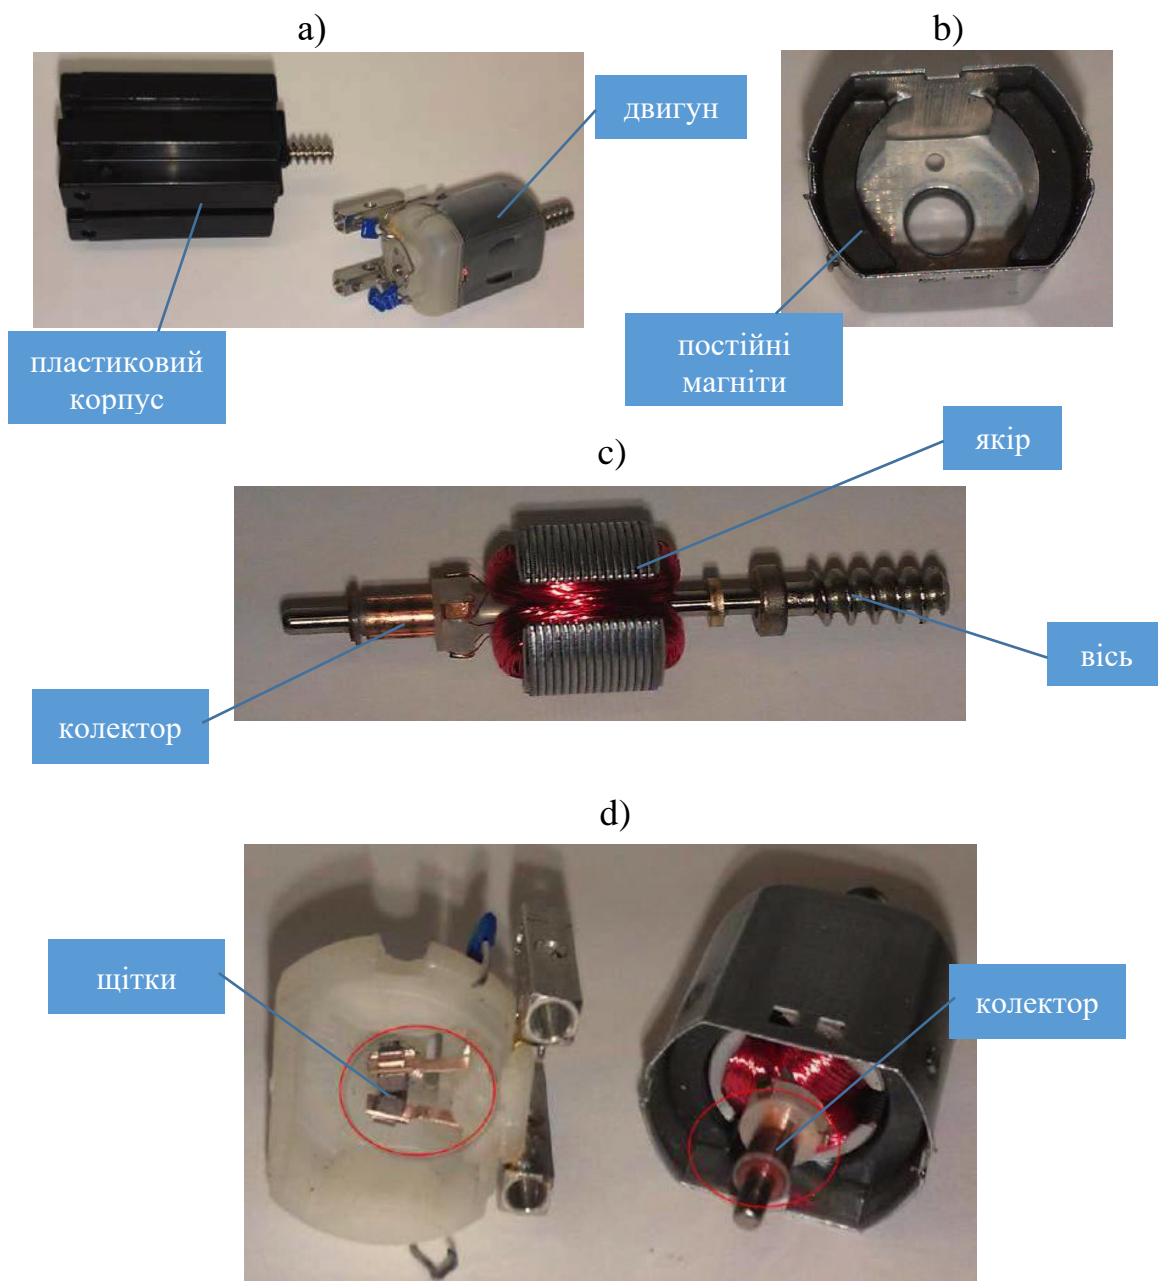 a)
b)
двигун
пластиковий
корпус
постійні
магніти
c)
якір
вісь
колектор
d)
щітки
колектор